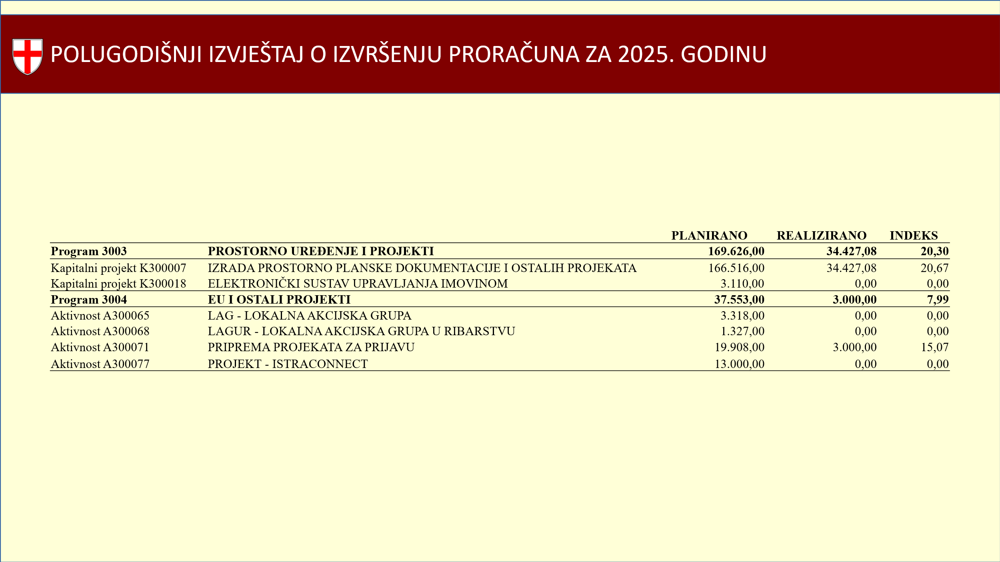 POLUGODIŠNJI IZVJEŠTAJ O IZVRŠENJU PRORAČUNA ZA 2025. GODINU
PLANIRANO REALIZIRANO INDEKS
Program 3003 PROSTORNO UREĐENJE I PROJEKTI 169.626,00 34.427,08 20,30
Kapitalni projekt K300007 IZRADA PROSTORNO PLANSKE DOKUMENTACIJE I OSTALIH PROJEKATA 166.516,00 34.427,08 20,67
Kapitalni projekt K300018 ELEKTRONIČKI SUSTAV UPRAVLJANJA IMOVINOM 3.110,00 0,00 0,00
Program 3004 EU I OSTALI PROJEKTI 37.553,00 3.000,00 7,99
Aktivnost A300065 LAG - LOKALNA AKCIJSKA GRUPA 3.318,00 0,00 0,00
Aktivnost A300068 LAGUR - LOKALNA AKCIJSKA GRUPA U RIBARSTVU 1.327,00 0,00 0,00
Aktivnost A300071 PRIPREMA PROJEKATA ZA PRIJAVU 19.908,00 3.000,00 15,07
Aktivnost A300077 PROJEKT - ISTRACONNECT 13.000,00 0,00 0,00